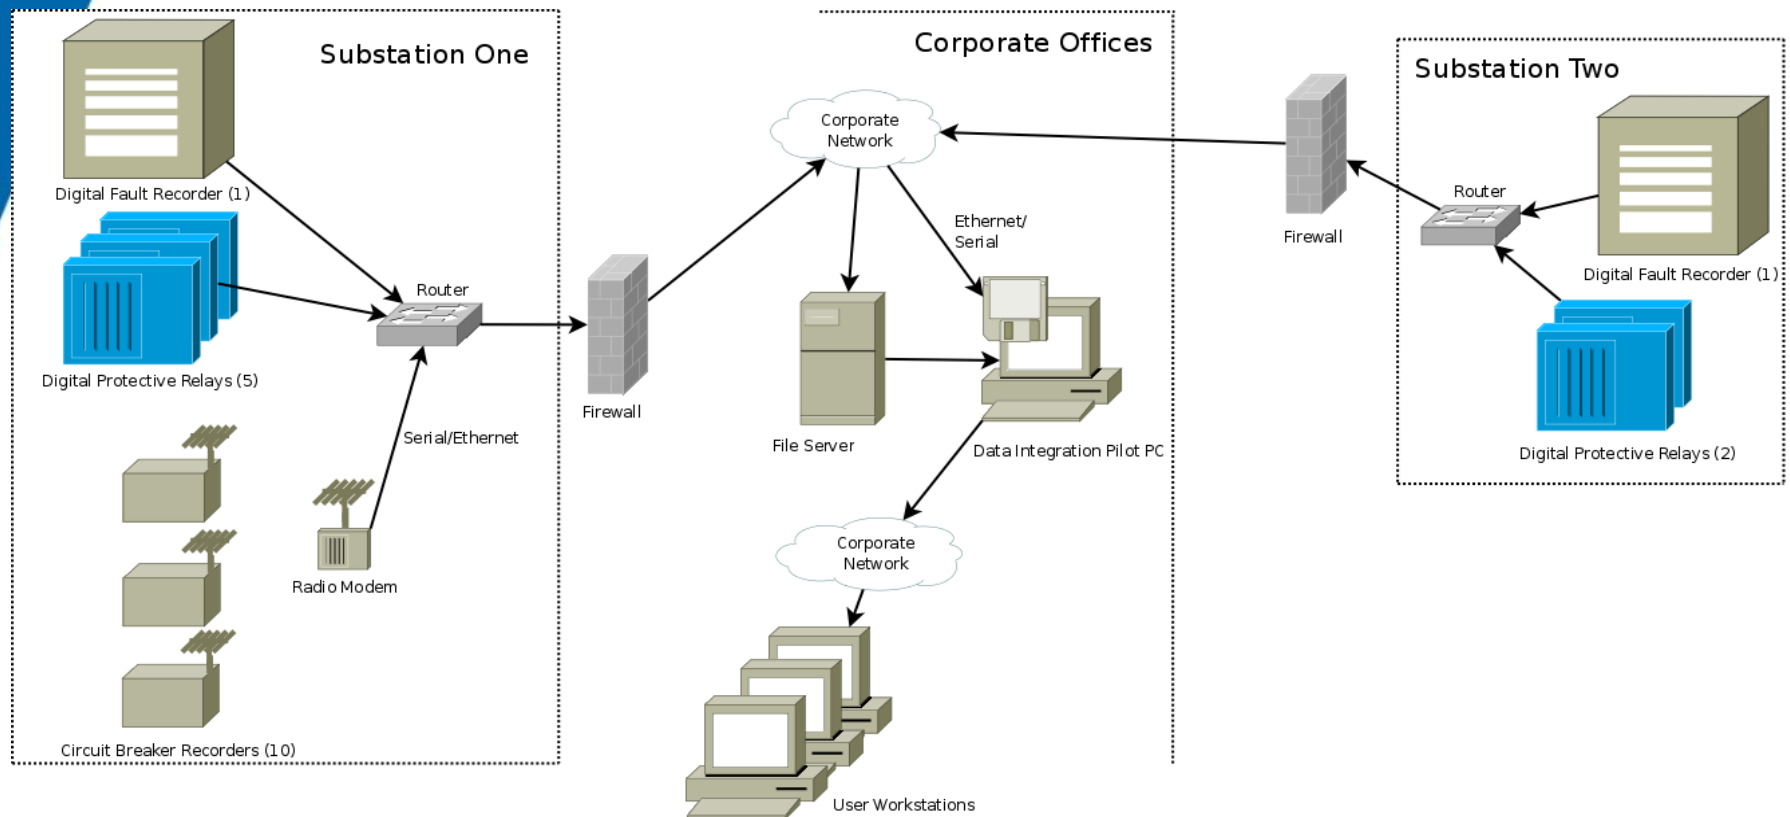 Substation One
Digital Fault Recorder (1)
Digital Protective Relays (5)
Router
Serial/Ethernet
Radio Modem
Circuit Breaker Recorders (10)
Firewall
Corporate Offices
Corporate
Network
Ethernet/
Serial
File Server
Data Integration Pilot PC
Corporate
Network
User Workstations
Firewall
Substation Two
Router
Digital Fault Recorder (1)
Digital Protective Relays (2)